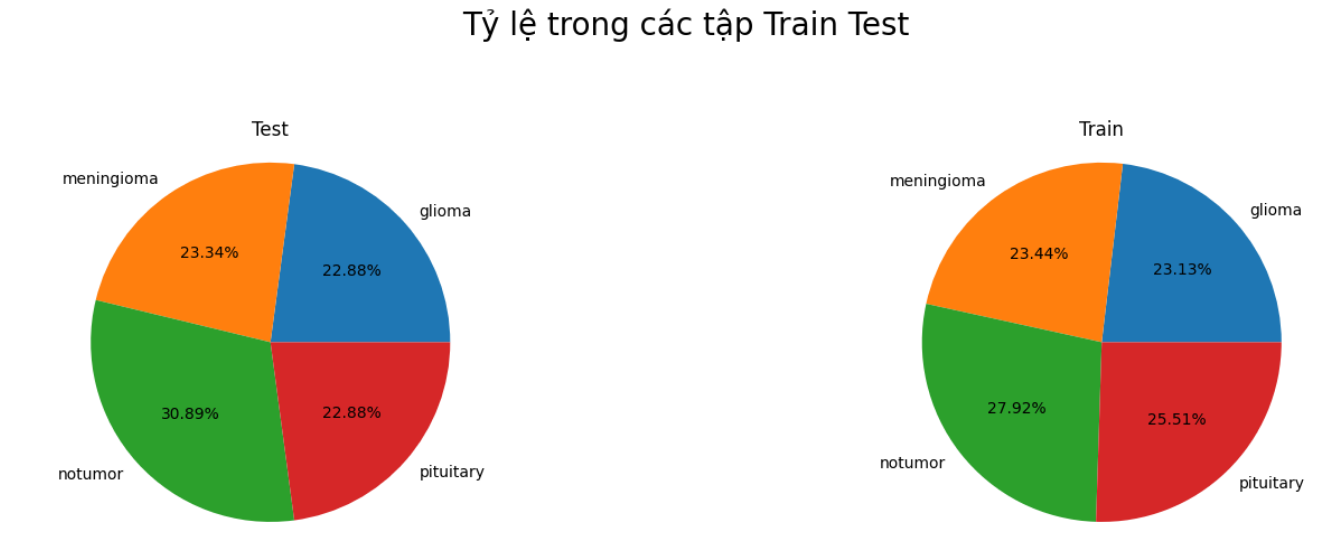 Tỷ lệ trong các tập Train Test
Test
meningioma
glioma
23.34%
22.88%
30.89%
22.88%
notumor
pituitary
Train
meningioma
glioma
23.44%
23.13%
27.92%
25.51%
notumor
pituitary